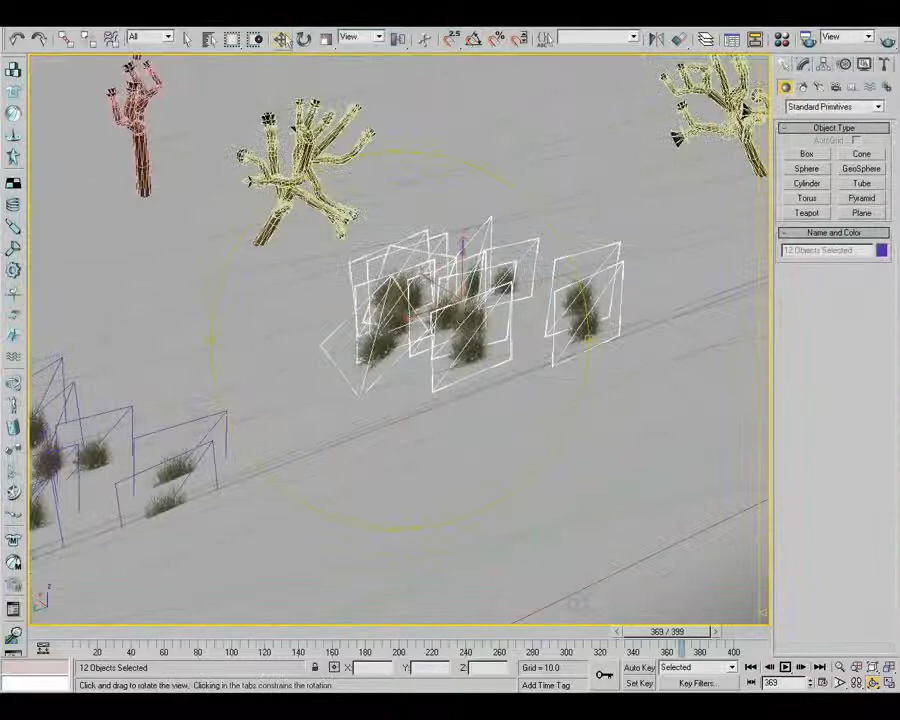 All
View
2.5
View
Standard Primitives
Object Type
AutoGrid
Box Cone
Sphere GeoSphere
Cylinder Tube
Torus Pyramid
Teapot Plane
Name and Color
12 Objects Selected
z
369 / 399
20 40 60 80 100 120 140 160 180 200 220 240 260 280 300 320 340 360 380 400
12 Objects Selected X: Y: Z: Grid = 10.0 Auto Key Selected
Click and drag to rotate the view. Clicking in the tabs constrains the rotation. Add Time Tag Set Key Key Filters... 369